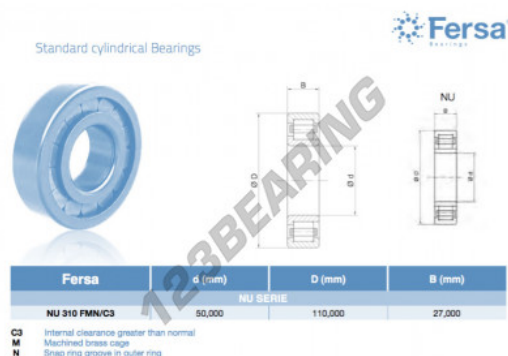 Fersa
Bearings
Standard cylindrical Bearings
B
Ø D
Ø d
NU
B
Ø d
Ø d
123BEARING
Fersa d (mm) D (mm) B (mm)
NU SERIE
NU 310 FMN/C3 50,000 110,000 27,000
C3 Internal clearance greater than normal
M Machined brass cage
N Snap ring groove in outer ring